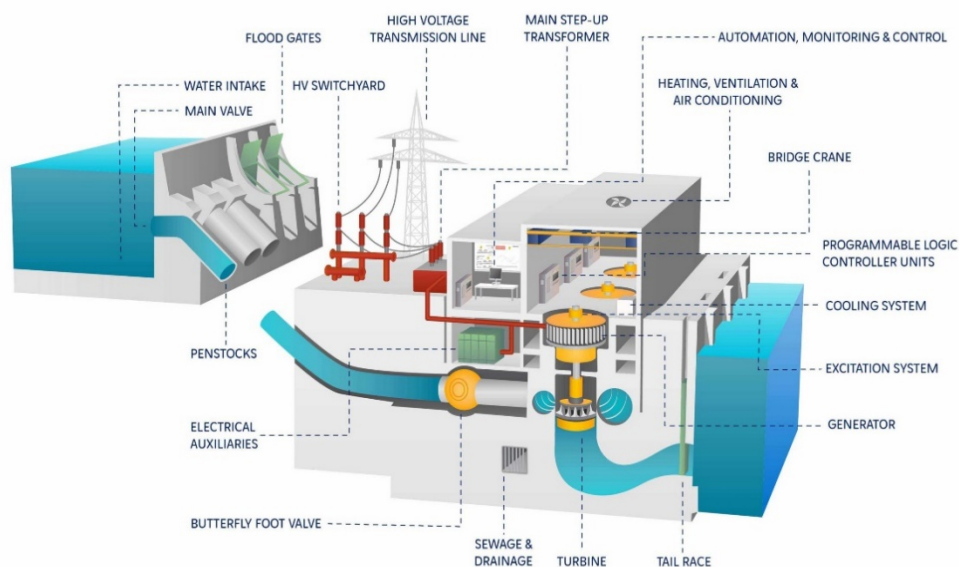 FLOOD GATES
HIGH VOLTAGE
TRANSMISSION LINE
MAIN STEP-UP
TRANSFORMER
AUTOMATION, MONITORING & CONTROL
WATER INTAKE
HV SWITCHYARD
HEATING, VENTILATION &
AIR CONDITIONING
MAIN VALVE
BRIDGE CRANE
PROGRAMMABLE LOGIC
CONTROLLER UNITS
COOLING SYSTEM
PENSTOCKS
EXCITATION SYSTEM
ELECTRICAL
AUXILIARIES
GENERATOR
BUTTERFLY FOOT VALVE
SEWAGE &
DRAINAGE
TURBINE
TAIL RACE